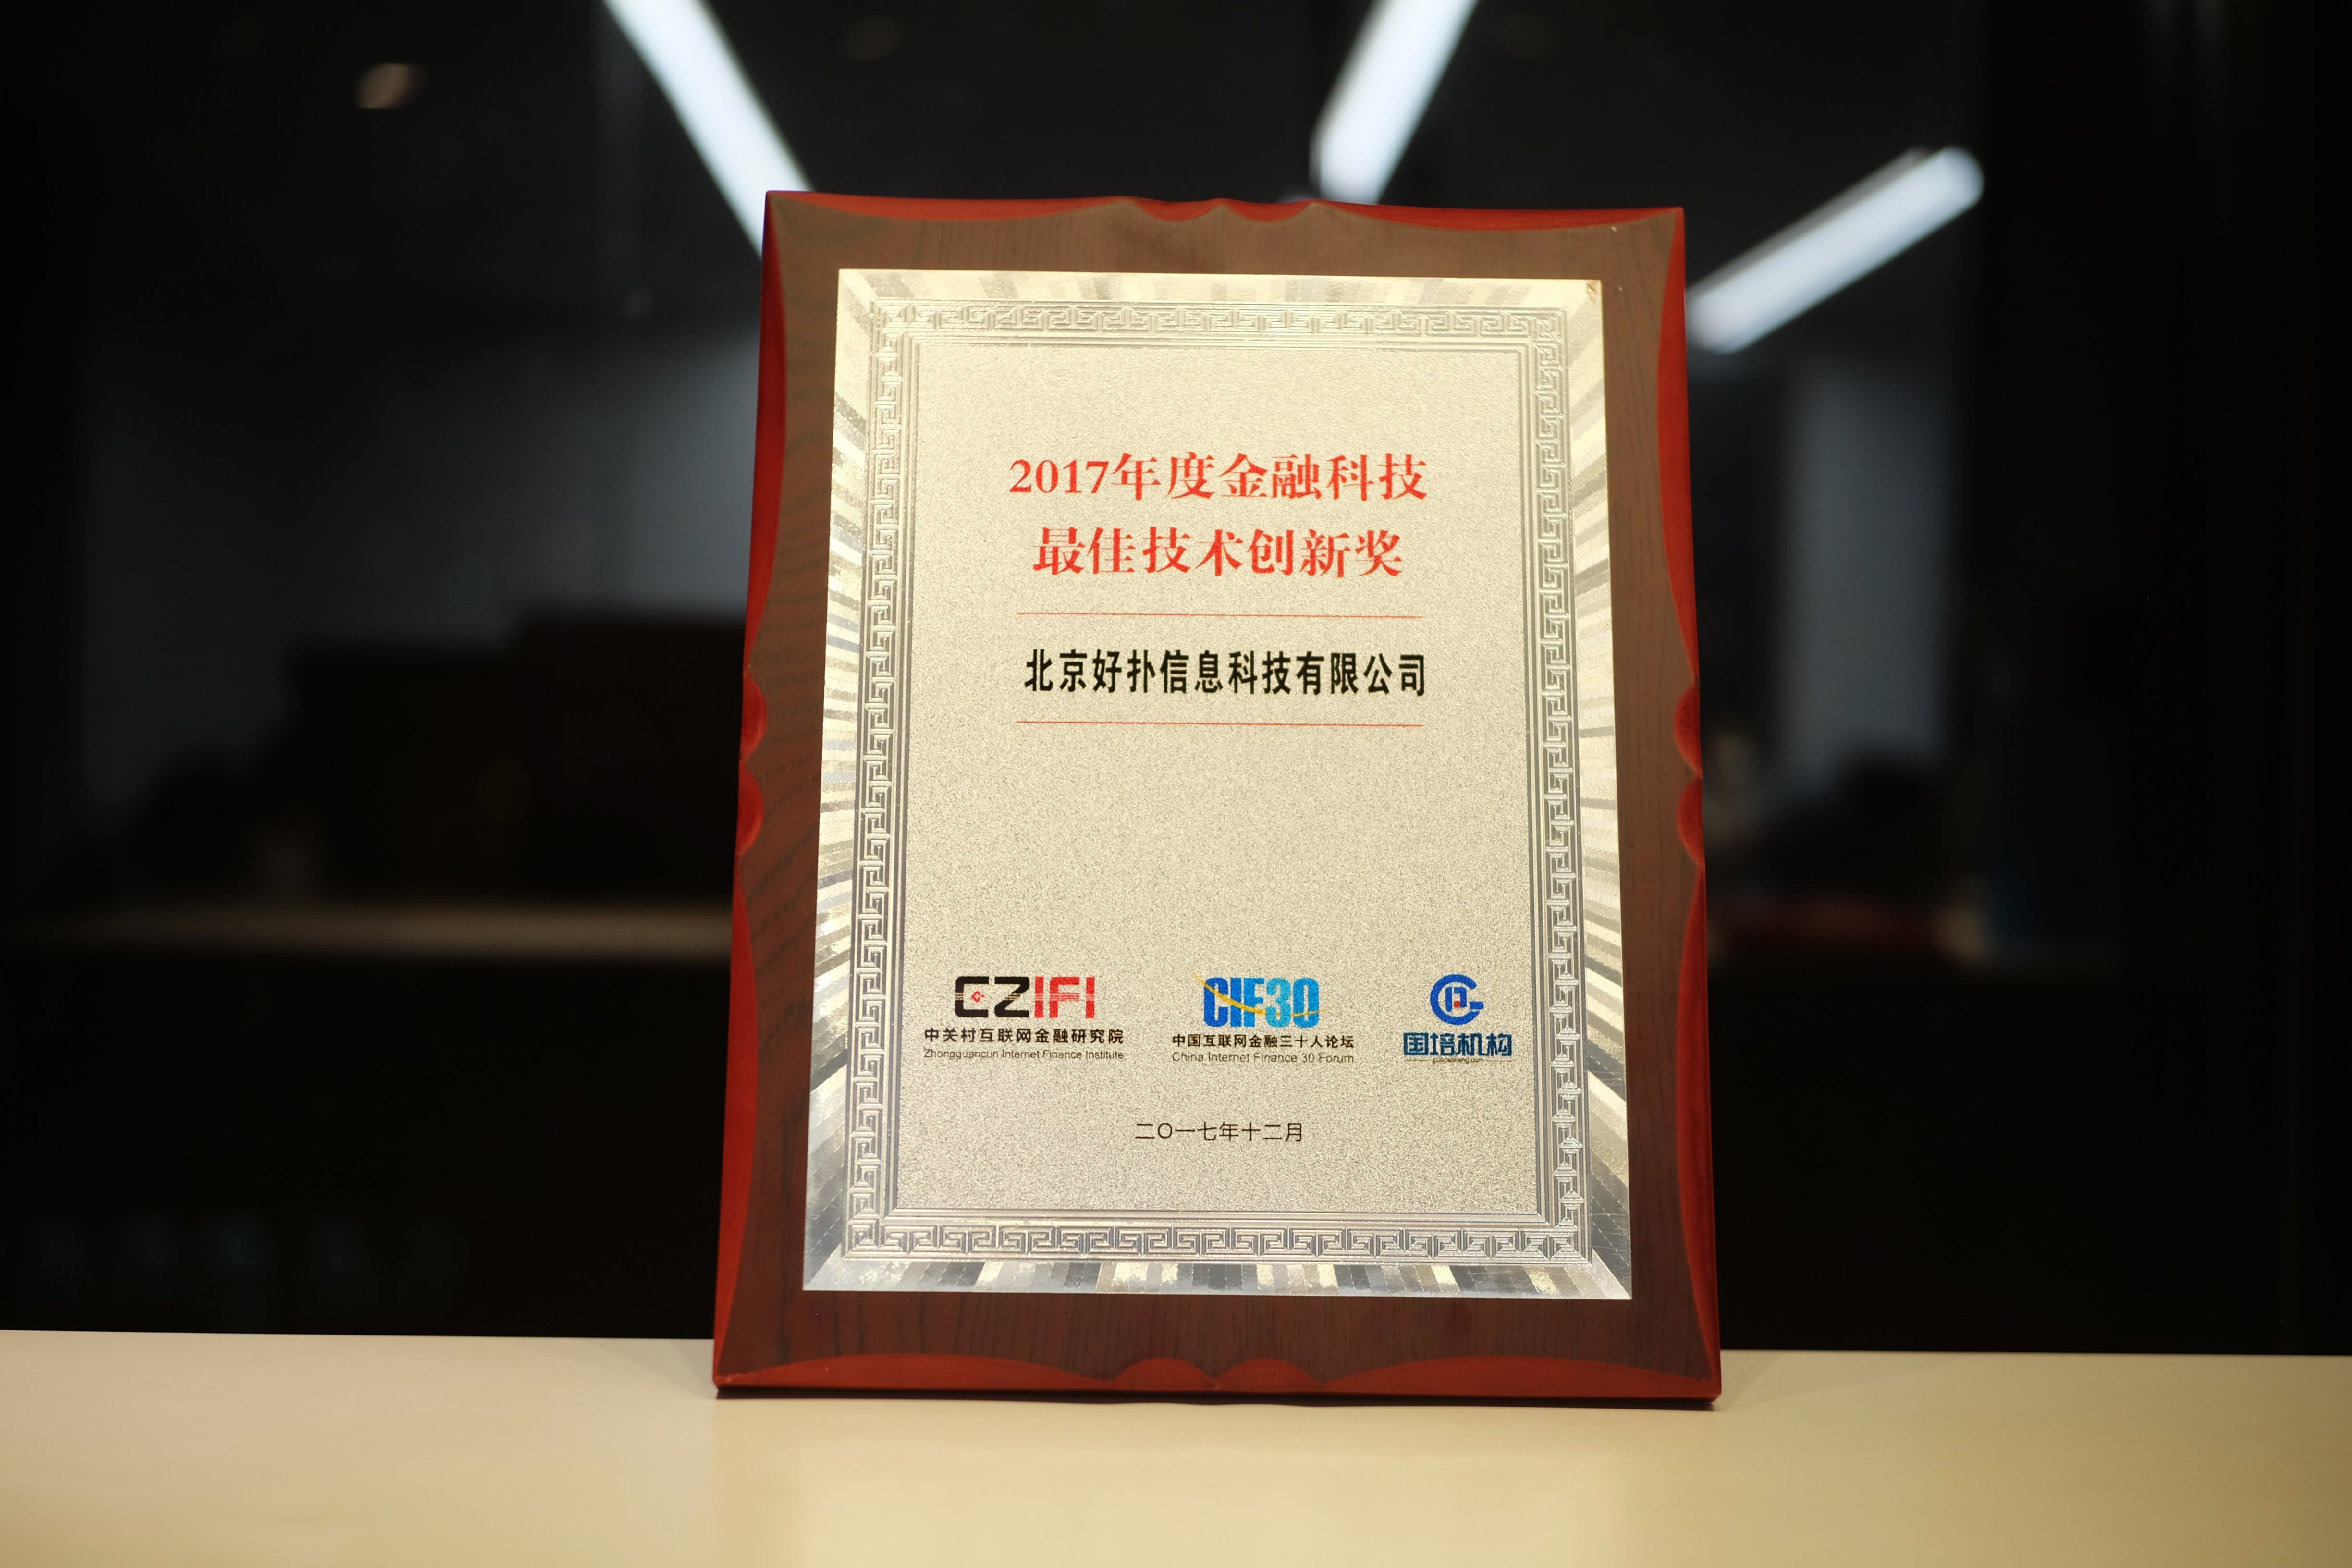 2017年度金融科技
最佳技术创新奖
北京好扑信息科技有限公司
CZIFI
中关村互联网金融研究院
Zhongguancun Internet Finance Institute
CIF30
中国互联网金融三十人论坛
China Internet Finance 30 Forum
国培机构
二〇一七年十二月